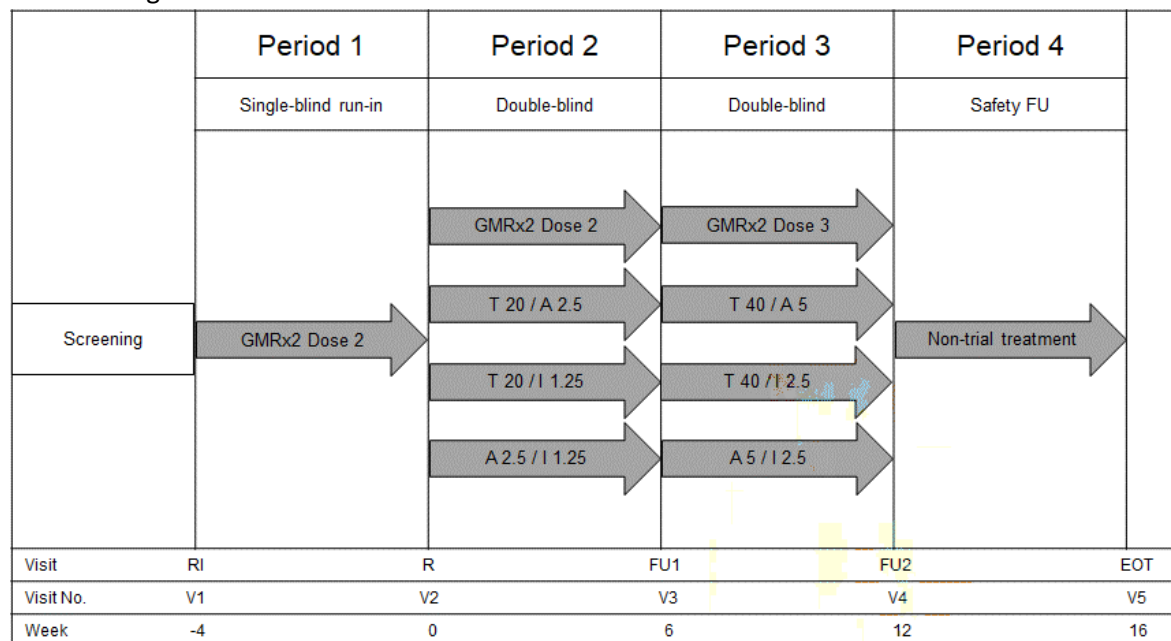 Period 1 Period 2 Period 3 Period 4
Single-blind run-in Double-blind Double-blind Safety FU
GMRx2 Dose 2 GMRx2 Dose 3
T 20 / A 2.5 T 40 / A 5
Screening GMRx2 Dose 2 Non-trial treatment
T 20 / I 1.25 T 40 / I 2.5
A 2.5 / I 1.25 A 5 / I 2.5
Visit RI R FU1 FU2 EOT
Visit No. V1 V2 V3 V4 V5
Week -4 0 6 12 16